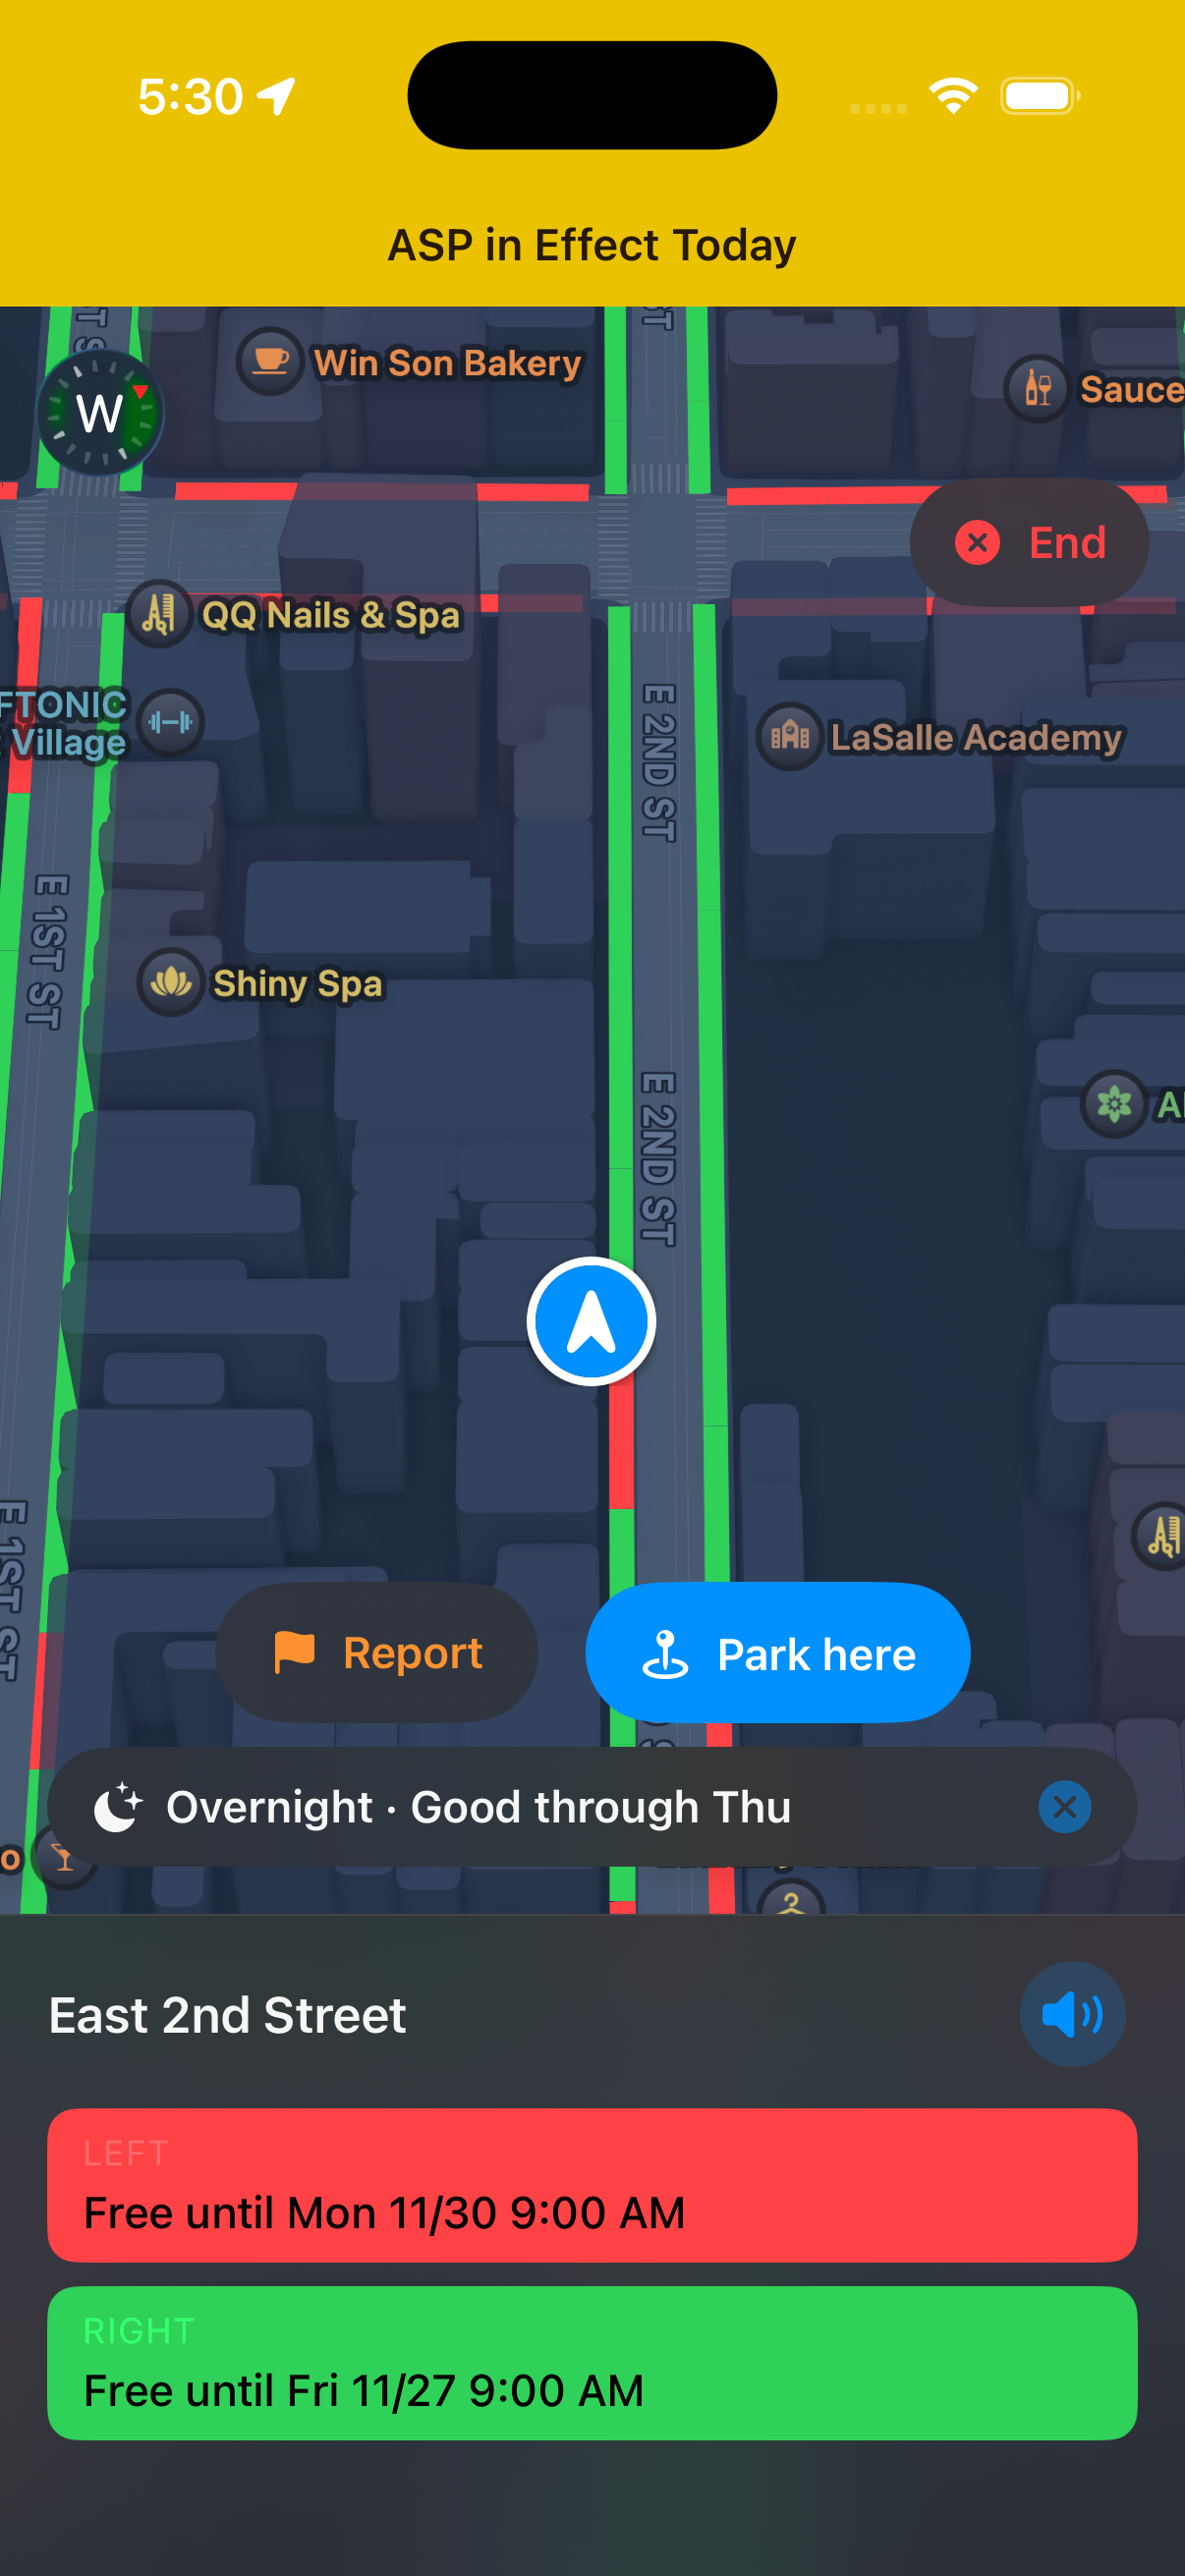 5:30
ASP in Effect Today
Win Son Bakery
Sauce
W
End
QQ Nails & Spa
FTONIC
Village
E 2ND ST
LaSalle Academy
E 1ST ST
Shiny Spa
E 2ND ST
E 1ST ST
Report
Park here
Overnight · Good through Thu
East 2nd Street
LEFT
Free until Mon 11/30 9:00 AM
RIGHT
Free until Fri 11/27 9:00 AM